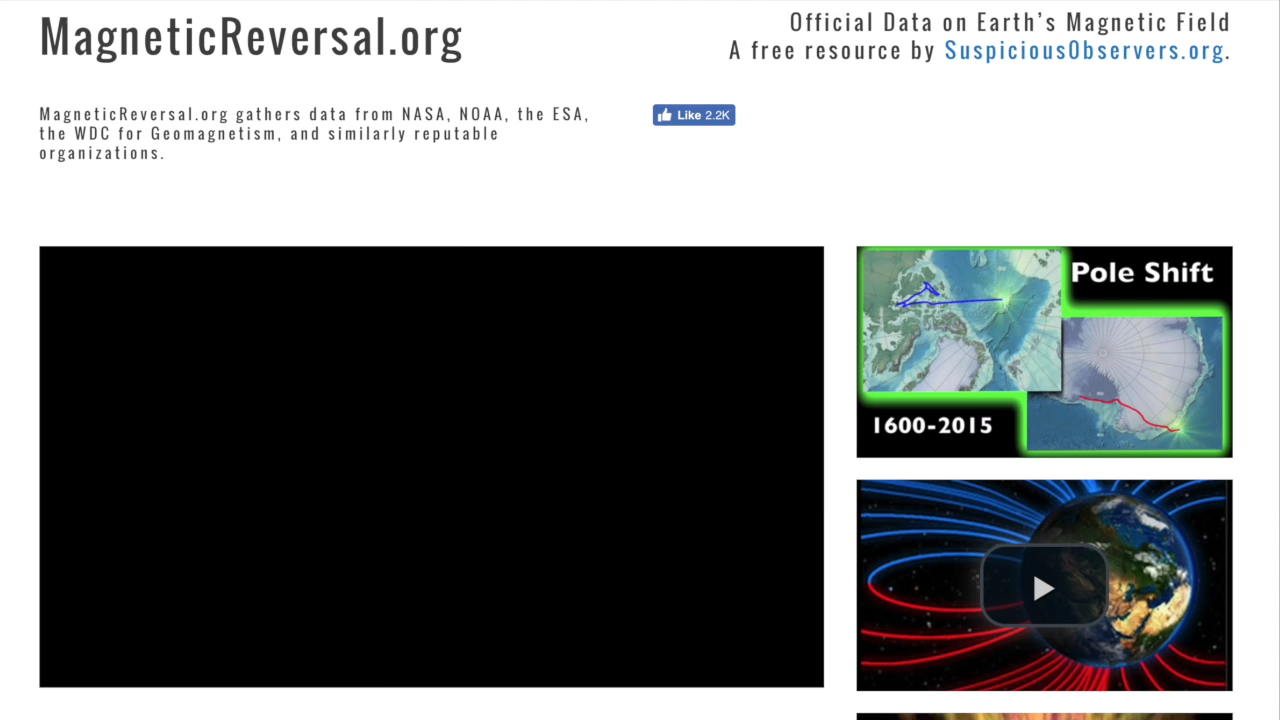 MagneticReversal.org
Official Data on Earth's Magnetic Field
A free resource by SuspiciousObservers.org.
MagneticReversal.org gathers data from NASA, NOAA, the ESA,
the WDC for Geomagnetism, and similarly reputable
organizations.
Like 2.2K
Pole Shift
1600-2015